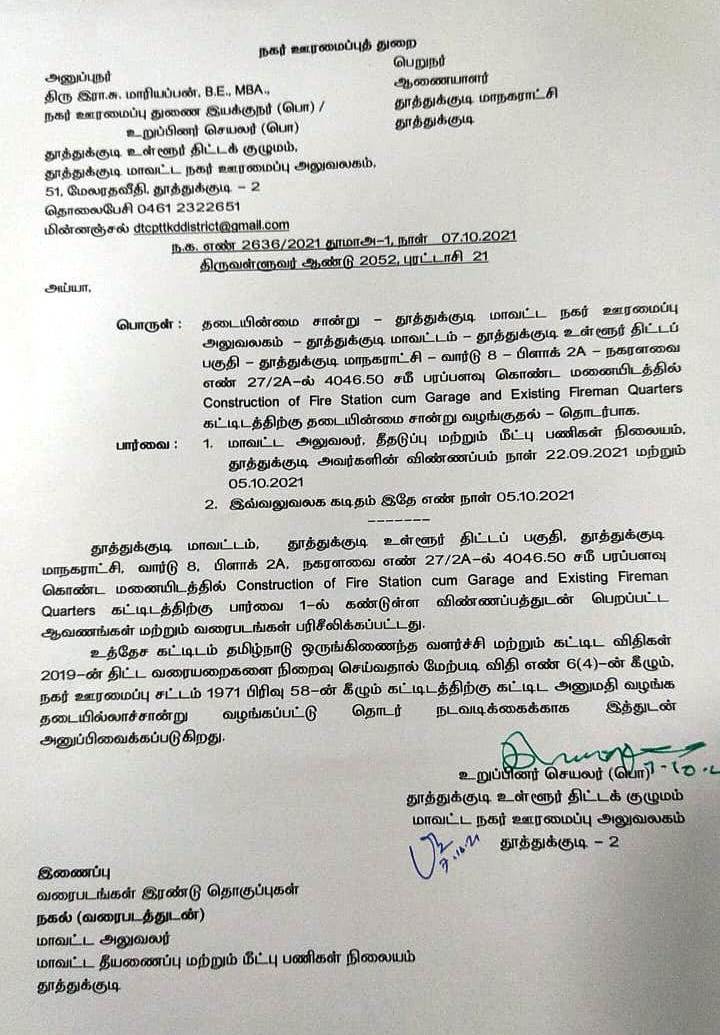 நகர் ஊரமைப்புத் துறை
அனுப்புநர்
திரு இரா.சு. மாரியப்பன், B.E., MBA.,
நகர் ஊரமைப்பு துணை இயக்குநர் (பொ) /
உறுப்பினர் செயலர் (பொ)
தூத்துக்குடி உள்ளூர் திட்டக் குழுமம்,
தூத்துக்குடி மாவட்ட நகர் ஊரமைப்பு அலுவலகம்,
51, மேலரதவீதி, தூத்துக்குடி – 2
தொலைபேசி 0461 2322651
மின்னஞ்சல் dtcpttkddistrict@gmail.com
பெறுநர்
ஆணையாளர்
தூத்துக்குடி மாநகராட்சி
தூத்துக்குடி
ந.க. எண் 2636/2021 தூமாஅ-1, நாள் 07.10.2021
திருவள்ளூவர் ஆண்டு 2052, புரட்டாசி 21
அய்யா,
பொருள் : தடையின்மை சான்று – தூத்துக்குடி மாவட்ட நகர் ஊரமைப்பு
அலுவலகம் – தூத்துக்குடி மாவட்டம் – தூத்துக்குடி உள்ளூர் திட்டப்
பகுதி – தூத்துக்குடி மாநகராட்சி – வார்டு 8 – பிளாக் 2A – நகரளவை
எண் 27/2A-ல் 4046.50 சமீ பரப்பளவு கொண்ட மனையிடத்தில்
Construction of Fire Station cum Garage and Existing Fireman Quarters
கட்டிடத்திற்கு தடையின்மை சான்று வழங்குதல் – தொடர்பாக.
பார்வை : 1. மாவட்ட அலுவலர், தீதடுப்பு மற்றும் மீட்பு பணிகள் நிலையம்,
தூத்துக்குடி அவர்களின் விண்ணப்பம் நாள் 22.09.2021 மற்றும்
05.10.2021
2. இவ்வலுவலக கடிதம் இதே எண் நாள் 05.10.2021
-------
தூத்துக்குடி மாவட்டம், தூத்துக்குடி உள்ளூர் திட்டப் பகுதி, தூத்துக்குடி
மாநகராட்சி, வார்டு 8, பிளாக் 2A, நகரளவை எண் 27/2A-ல் 4046.50 சமீ பரப்பளவு
கொண்ட மனையிடத்தில் Construction of Fire Station cum Garage and Existing Fireman
Quarters கட்டிடத்திற்கு பார்வை 1-ல் கண்டுள்ள விண்ணப்பத்துடன் பெறப்பட்ட
ஆவணங்கள் மற்றும் வரைபடங்கள் பரிசீலிக்கப்பட்டது.
உத்தேச கட்டிடம் தமிழ்நாடு ஒருங்கிணைந்த வளர்ச்சி மற்றும் கட்டிட விதிகள்
2019-ன் திட்ட வரையறைகளை நிறைவு செய்வதால் மேற்படி விதி எண் 6(4)-ன் கீழும்,
நகர் ஊரமைப்பு சட்டம் 1971 பிரிவு 58-ன் கீழும் கட்டிடத்திற்கு கட்டிட அனுமதி வழங்க
தடையில்லாச்சான்று வழங்கப்பட்டு தொடர் நடவடிக்கைக்காக இத்துடன்
அனுப்பிவைக்கப்படுகிறது.
உறுப்பினர் செயலர் (பொ)
தூத்துக்குடி உள்ளூர் திட்டக் குழுமம்
மாவட்ட நகர் ஊரமைப்பு அலுவலகம்
தூத்துக்குடி – 2
7.10.21
இணைப்பு
வரைபடங்கள் இரண்டு தொகுப்புகள்
நகல் (வரைபடத்துடன்)
மாவட்ட அலுவலர்
மாவட்ட தீயணைப்பு மற்றும் மீட்பு பணிகள் நிலையம்
தூத்துக்குடி